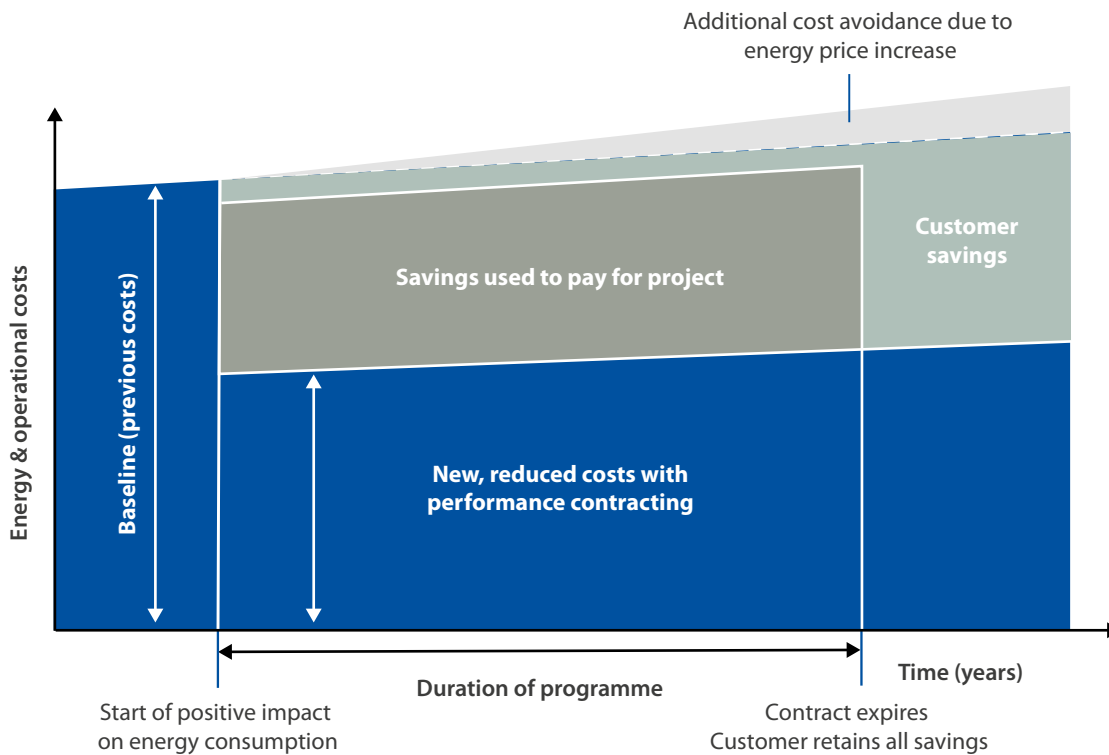 Additional cost avoidance due to
energy price increase
Energy & operational costs
Baseline (previous costs)
Savings used to pay for project
Customer
savings
New, reduced costs with
performance contracting
Duration of programme
Time (years)
Start of positive impact
on energy consumption
Contract expires
Customer retains all savings